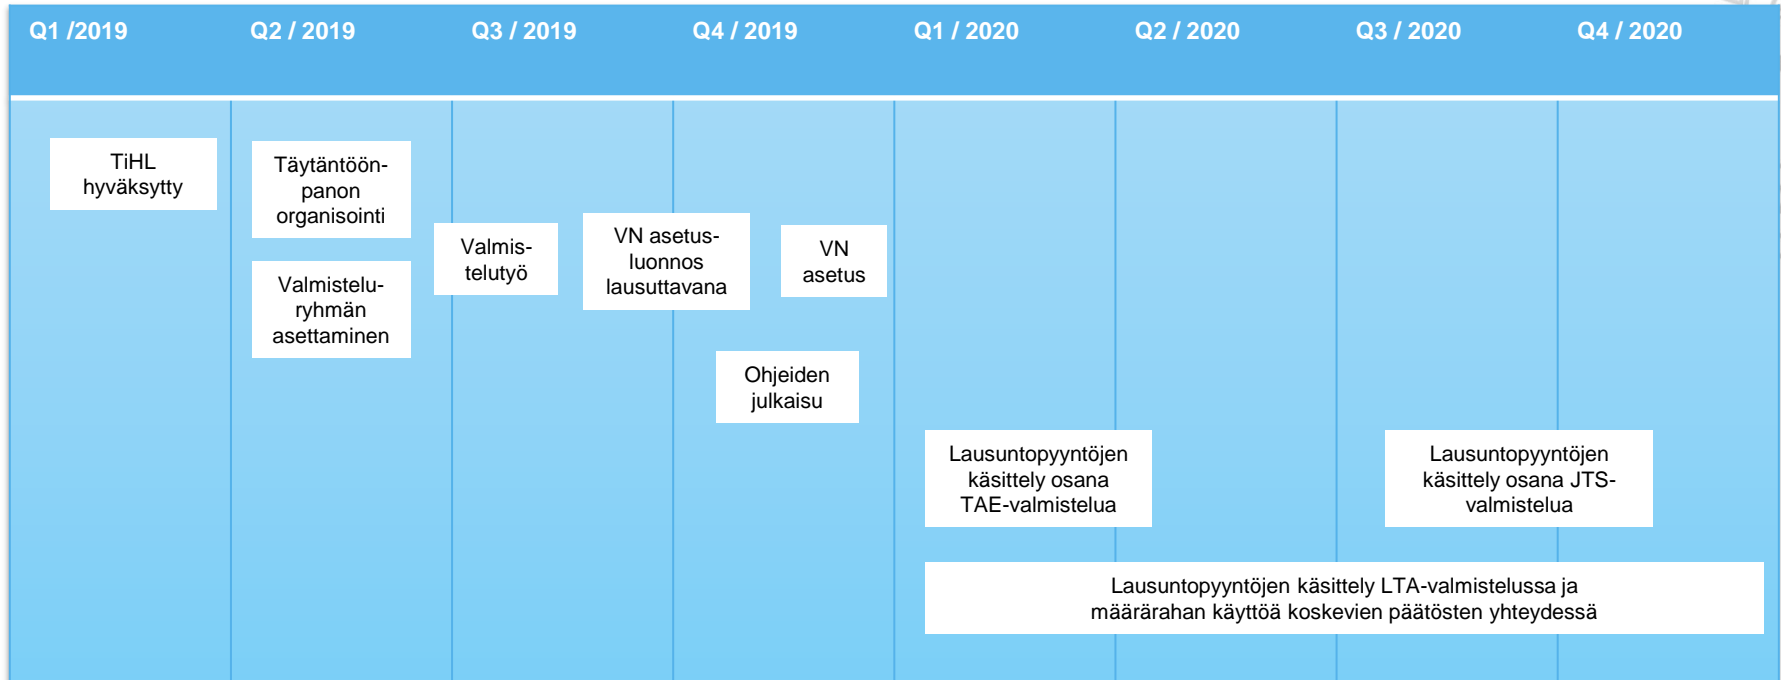 Q1 /2019
Q2 / 2019
Q3 / 2019
Q4 / 2019
Q1 / 2020
Q2 / 2020
Q3 / 2020
Q4 / 2020
TiHL
hyväksytty
Täytäntöön-
panon
organisointi
Valmistelu-
ryhmän
asettaminen
Valmis-
telutyö
VN asetus-
luonnos
lausuttavana
VN
asetus
Ohjeiden
julkaisu
Lausuntopyyntöjen
käsittely osana
TAE-valmistelua
Lausuntopyyntöjen
käsittely osana JTS-
valmistelua
Lausuntopyyntöjen käsittely LTA-valmistelussa ja
määrärahan käyttöä koskevien päätösten yhteydessä